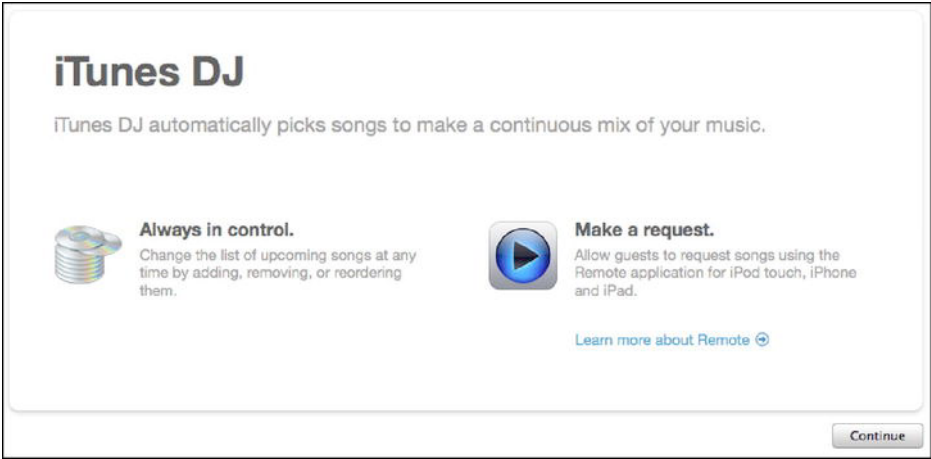 iTunes DJ
iTunes DJ automatically picks songs to make a continuous mix of your music.
Always in control.
Change the list of upcoming songs at any
time by adding, removing, or reordering
them.
Make a request.
Allow guests to request songs using the
Remote application for iPod touch, iPhone
and iPad.
Learn more about Remote
Continue